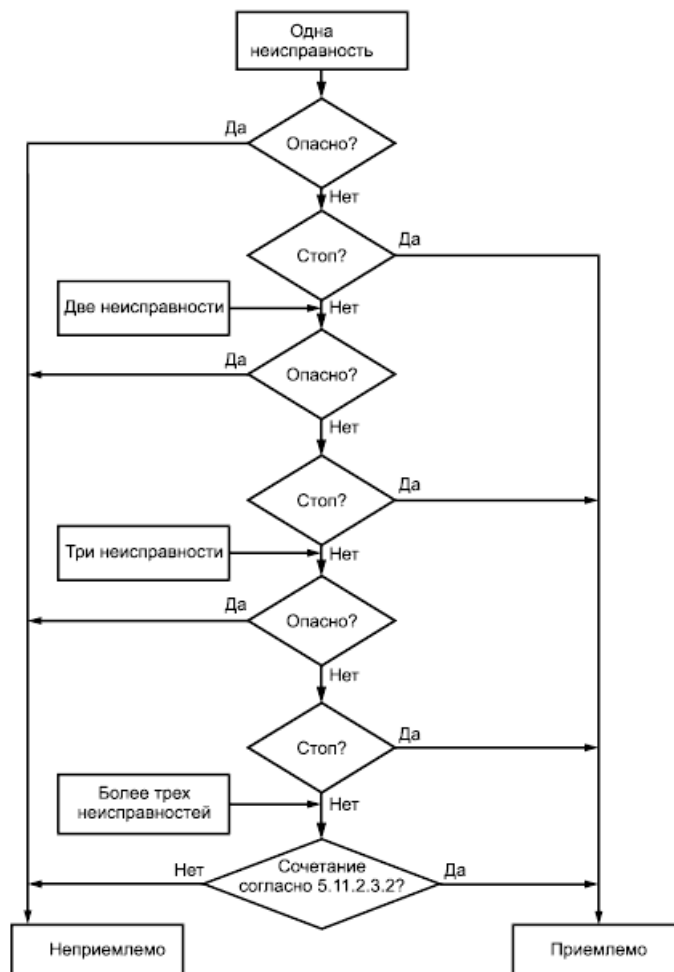 Одна
неисправность
Да
Опасно?
Нет
Стоп?
Да
Две неисправности
Нет
Да
Опасно?
Нет
Стоп?
Да
Три неисправности
Нет
Да
Опасно?
Нет
Стоп?
Да
Более трех
неисправностей
Нет
Нет
Сочетание
согласно 5.11.2.3.2?
Да
Неприемлемо
Приемлемо